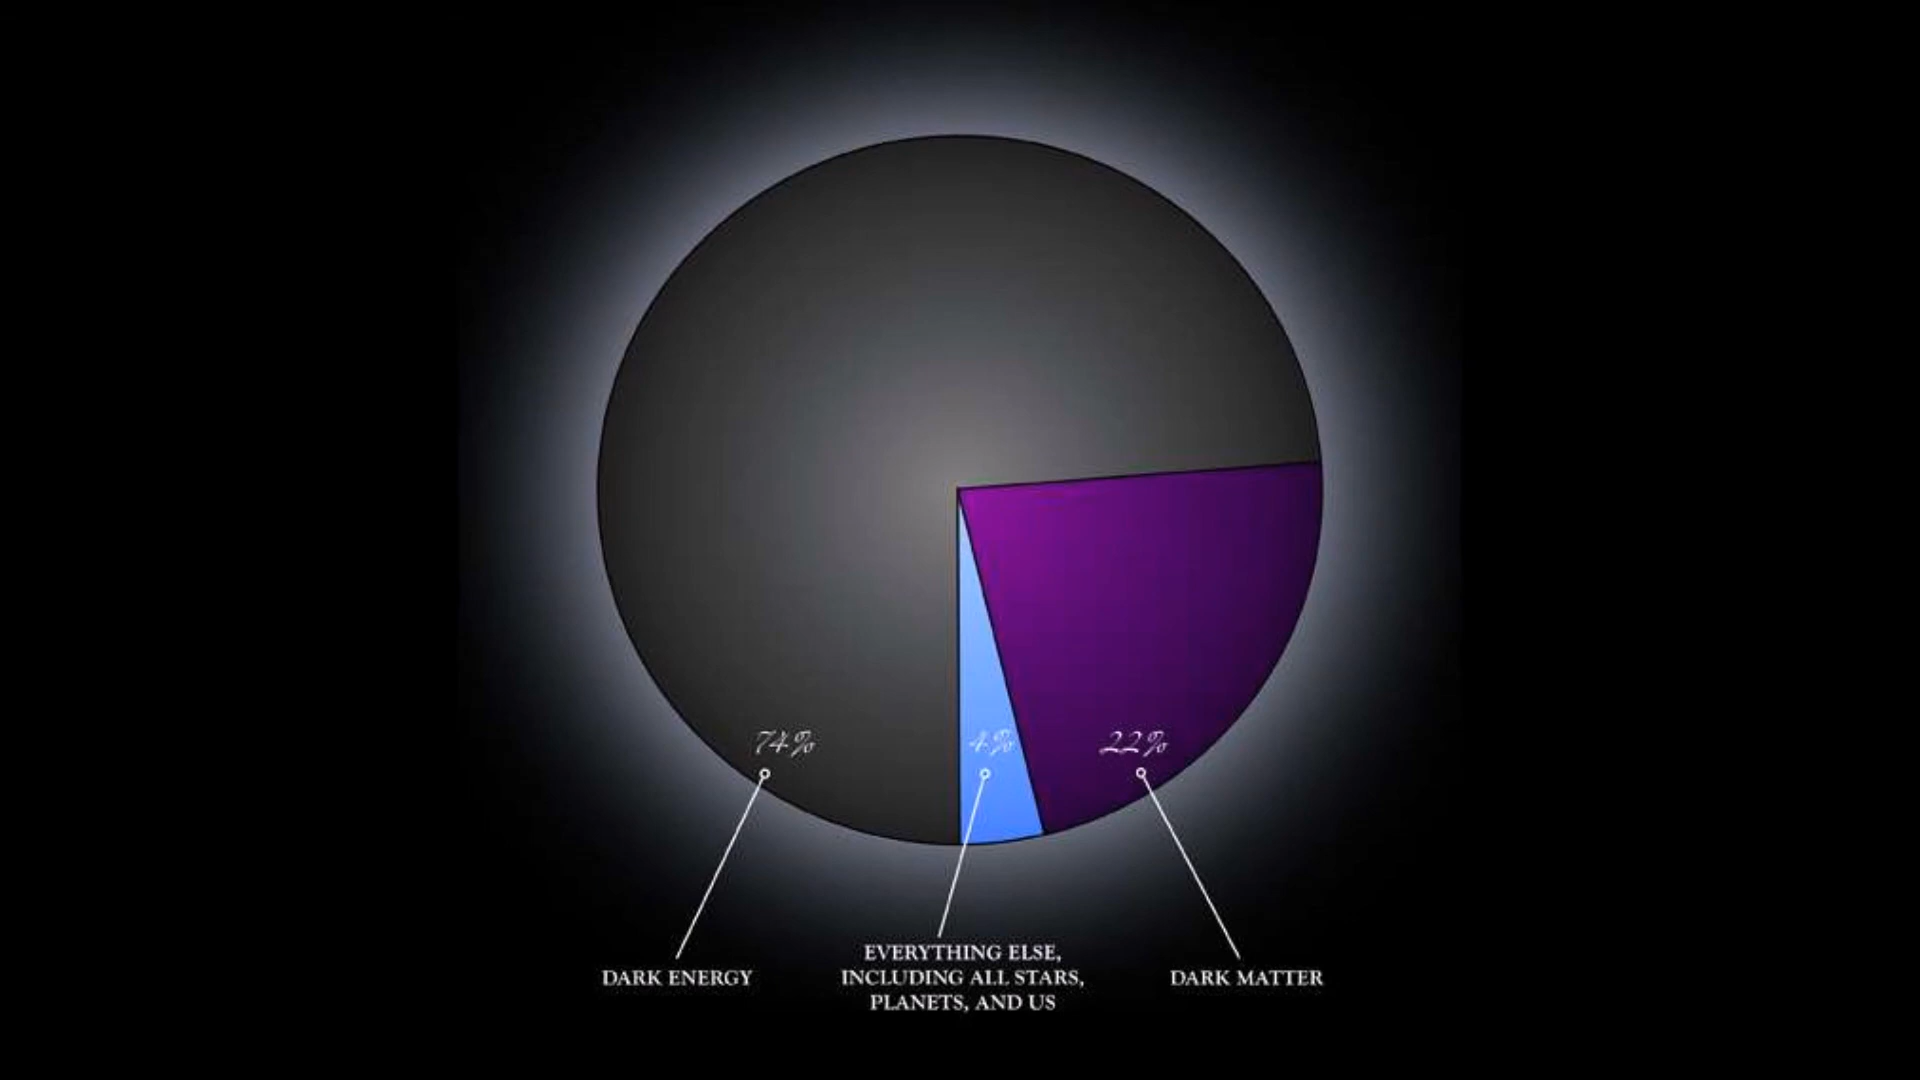 74%
4%
22%
DARK ENERGY
EVERYTHING ELSE,
INCLUDING ALL STARS,
PLANETS, AND US
DARK MATTER